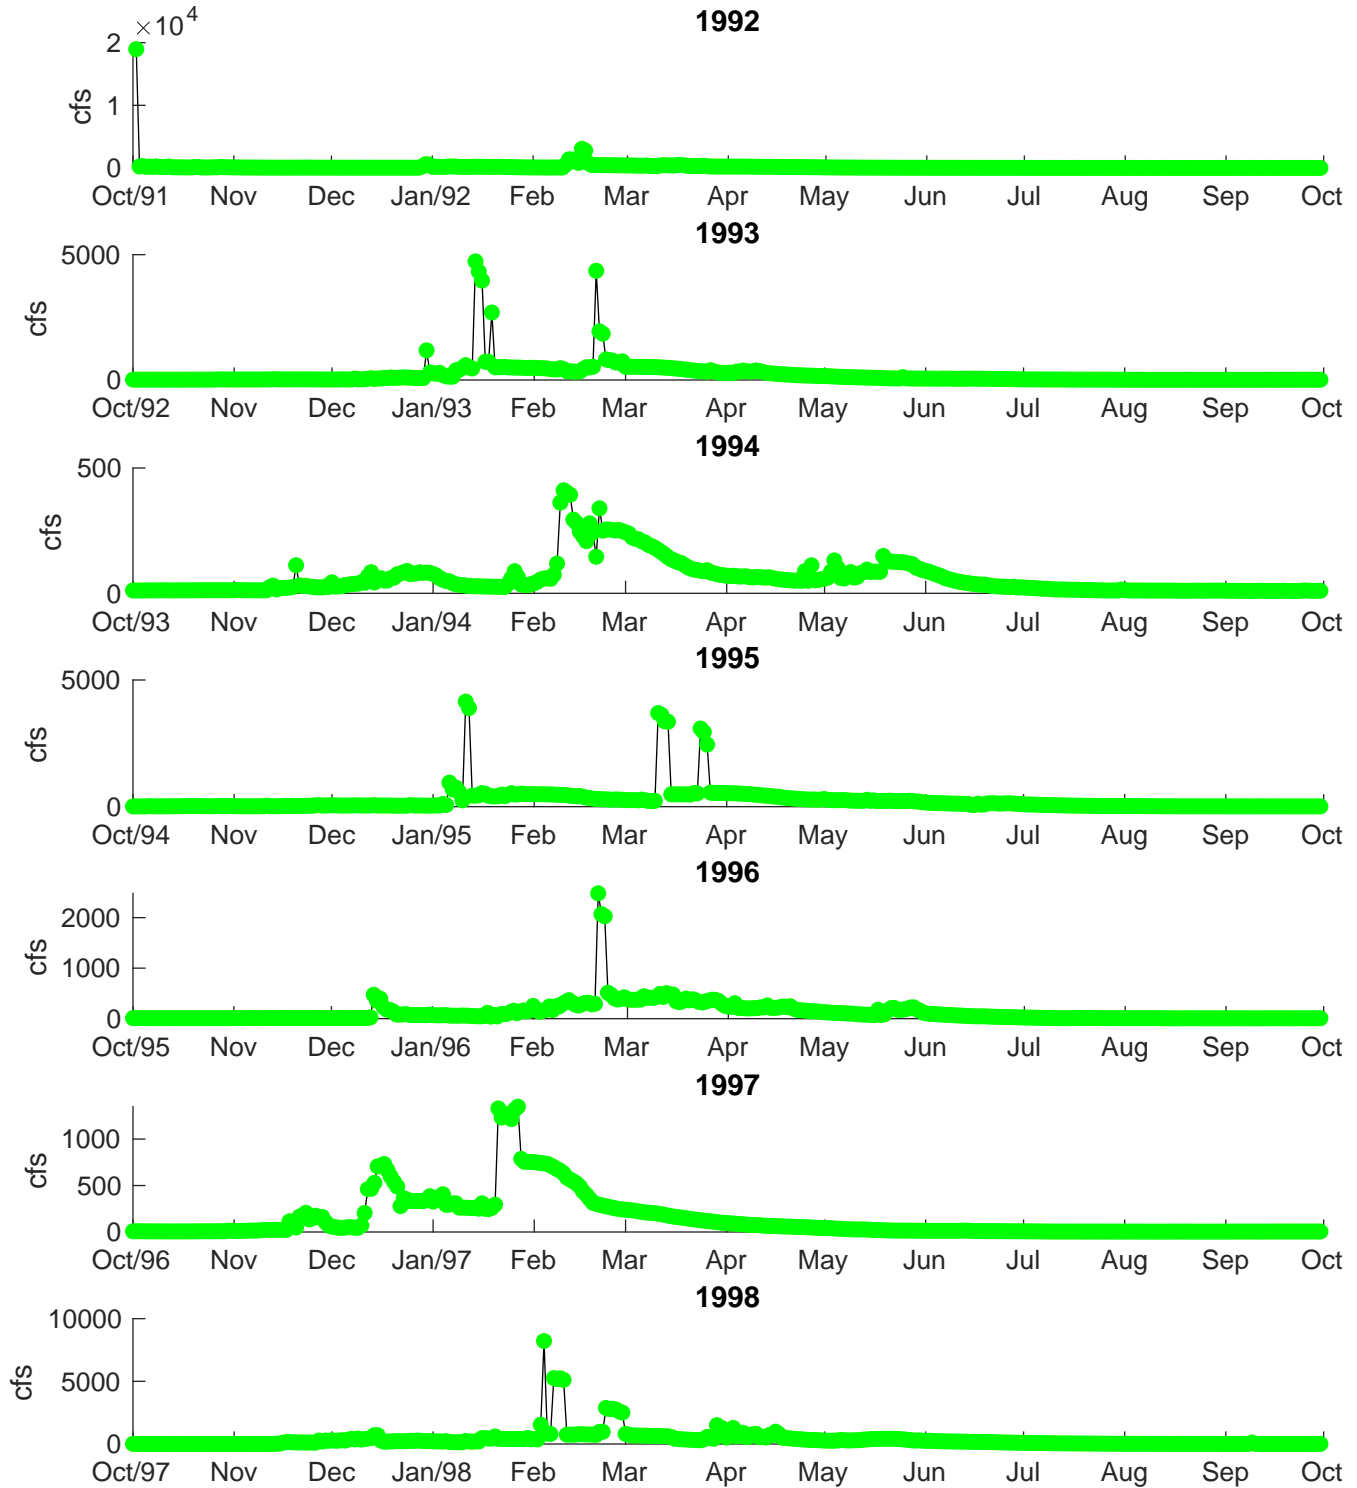 1992
×10⁴
2
1
0
cfs
Oct/91 Nov Dec Jan/92 Feb Mar Apr May Jun Jul Aug Sep Oct
1993
5000
0
cfs
Oct/92 Nov Dec Jan/93 Feb Mar Apr May Jun Jul Aug Sep Oct
1994
500
0
cfs
Oct/93 Nov Dec Jan/94 Feb Mar Apr May Jun Jul Aug Sep Oct
1995
5000
0
cfs
Oct/94 Nov Dec Jan/95 Feb Mar Apr May Jun Jul Aug Sep Oct
1996
2000
1000
0
cfs
Oct/95 Nov Dec Jan/96 Feb Mar Apr May Jun Jul Aug Sep Oct
1997
1000
500
0
cfs
Oct/96 Nov Dec Jan/97 Feb Mar Apr May Jun Jul Aug Sep Oct
1998
10000
5000
0
cfs
Oct/97 Nov Dec Jan/98 Feb Mar Apr May Jun Jul Aug Sep Oct